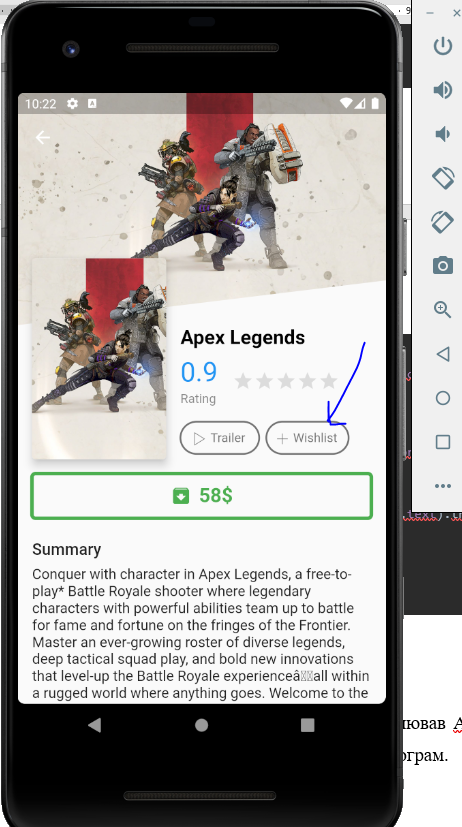 10:22
Apex Legends
0.9
Rating
Trailer
Wishlist
58$
Summary
Conquer with character in Apex Legends, a free-to-
play* Battle Royale shooter where legendary
characters with powerful abilities team up to battle
for fame and fortune on the fringes of the Frontier.
Master an ever-growing roster of diverse legends,
deep tactical squad play, and bold new innovations
that level-up the Battle Royale experienceâall within
a rugged world where anything goes. Welcome to the